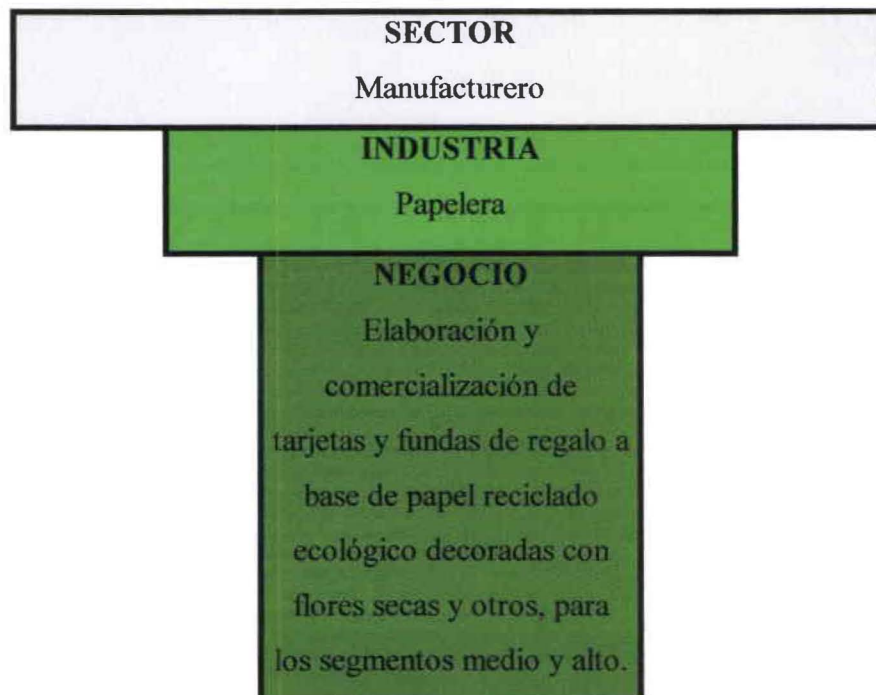 SECTOR
Manufacturero
INDUSTRIA
Papelera
NEGOCIO
Elaboración y
comercialización de
tarjetas y fundas de regalo a
base de papel reciclado
ecológico decoradas con
flores secas y otros, para
los segmentos medio y alto.